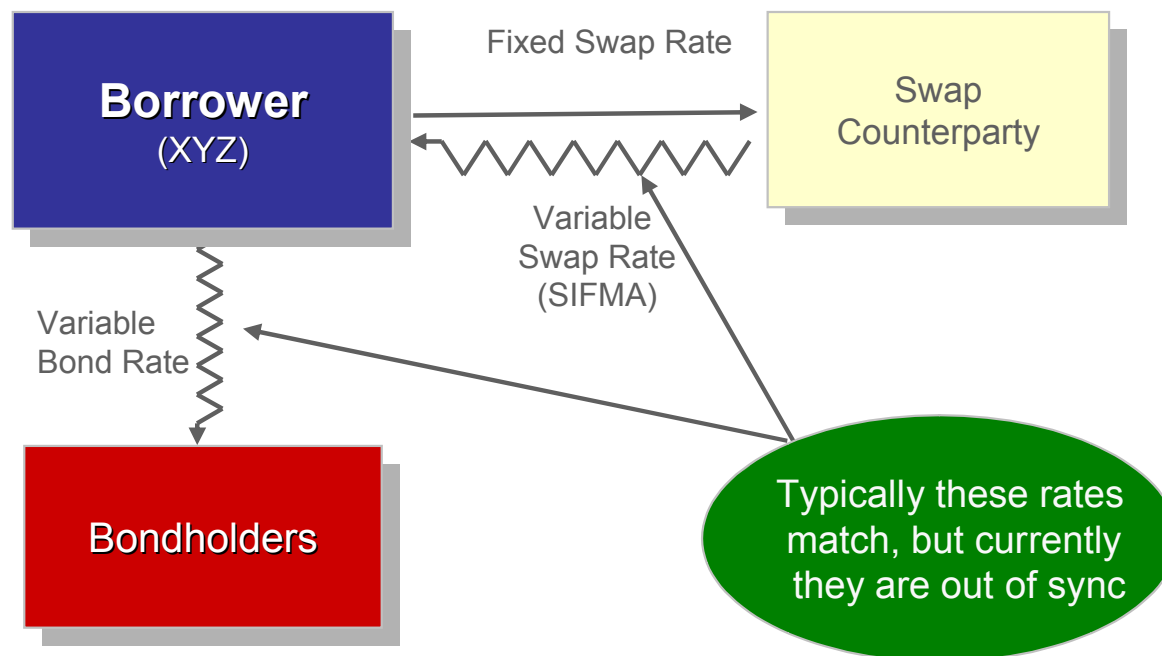 Borrower
(XYZ)
Fixed Swap Rate
Swap
Counterparty
Variable
Swap Rate
(SIFMA)
Variable
Bond Rate
Bondholders
Typically these rates
match, but currently
they are out of sync